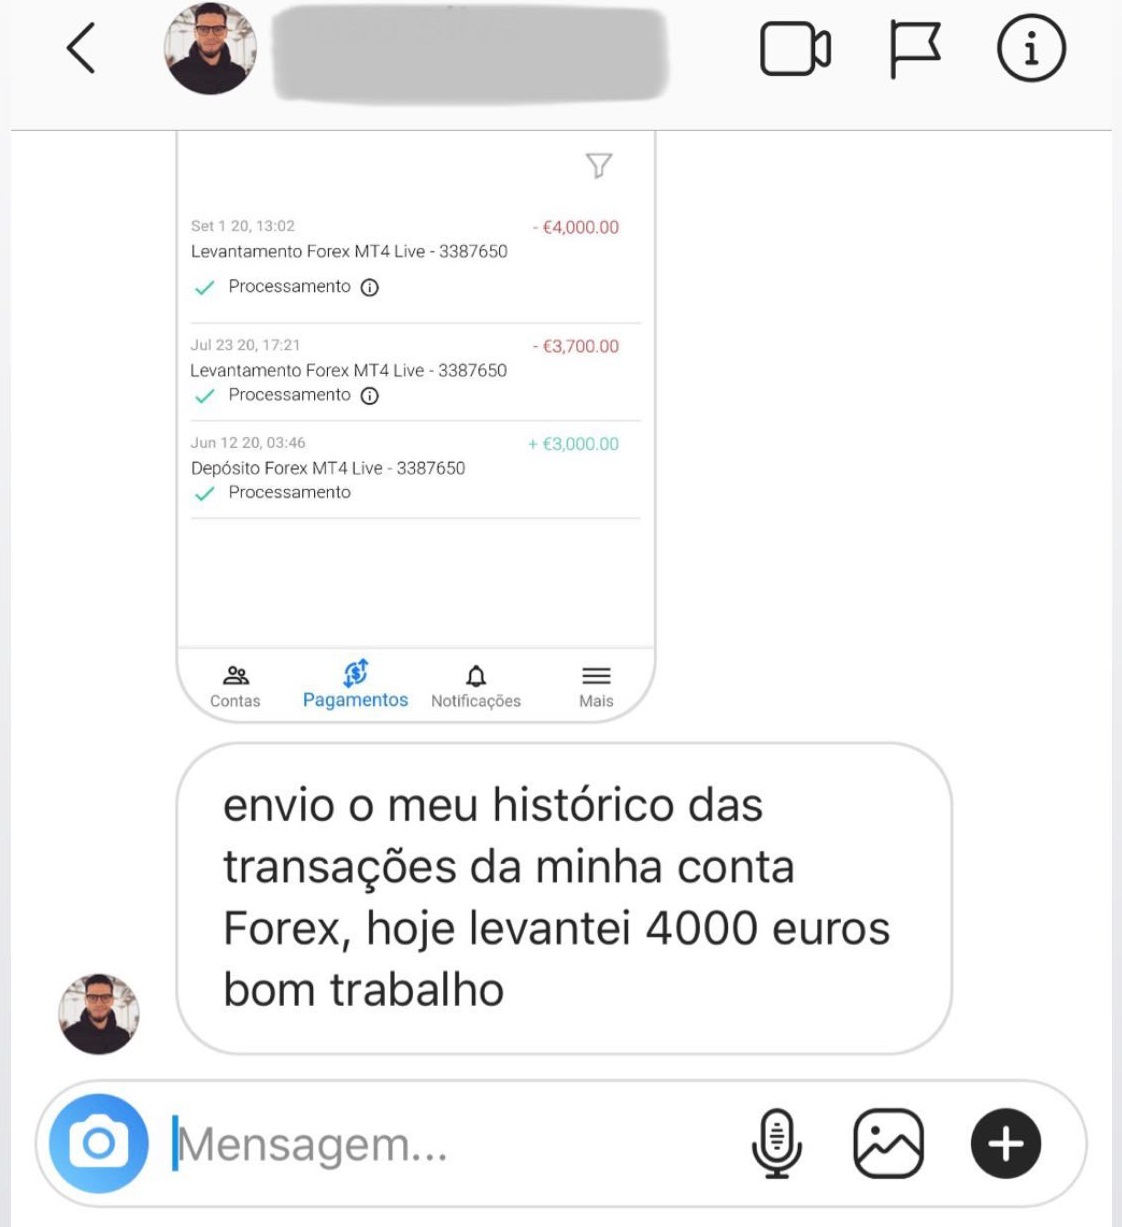 Set 1 20, 13:02
- €4,000.00
Levantamento Forex MT4 Live - 3387650
Processamento
Jul 23 20, 17:21
- €3,700.00
Levantamento Forex MT4 Live - 3387650
Processamento
Jun 12 20, 03:46
+ €3,000.00
Depósito Forex MT4 Live - 3387650
Processamento
Contas
Pagamentos
Notificações
Mais
envio o meu histórico das
transações da minha conta
Forex, hoje levantei 4000 euros
bom trabalho
Mensagem...